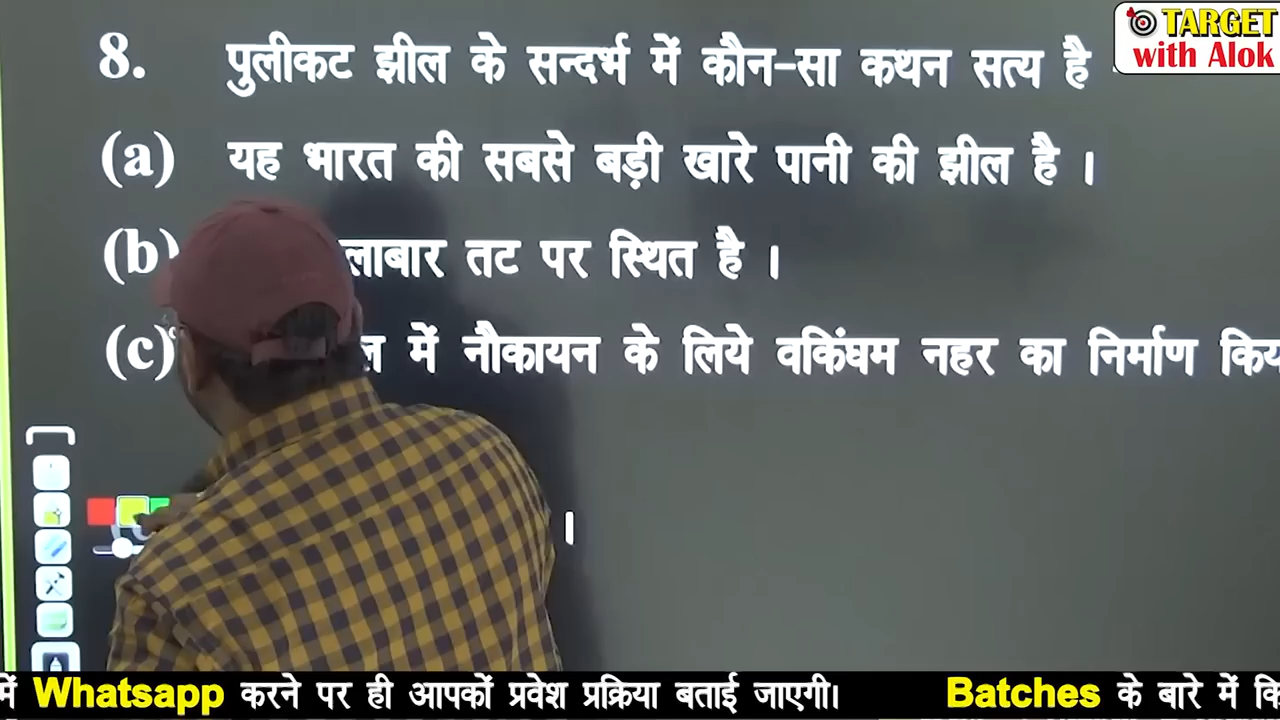 TARGET
with Alok
8. पुलीकट झील के सन्दर्भ में कौन-सा कथन सत्य है
(a) यह भारत की सबसे बड़ी खारे पानी की झील है ।
(b) तट पर स्थित है ।
(c) में नौकायन के लिये वकिंघम नहर का निर्माण
में Whatsapp करने पर ही आपकों प्रवेश प्रक्रिया बताई जाएगी। Batches के बारे में